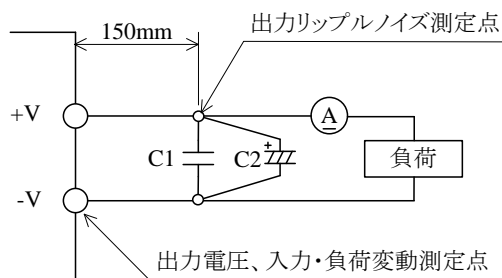 出力リップルノイズ測定点
150mm
+V
A
C1
+
C2
負荷
-V
出力電圧、入力・負荷変動測定点